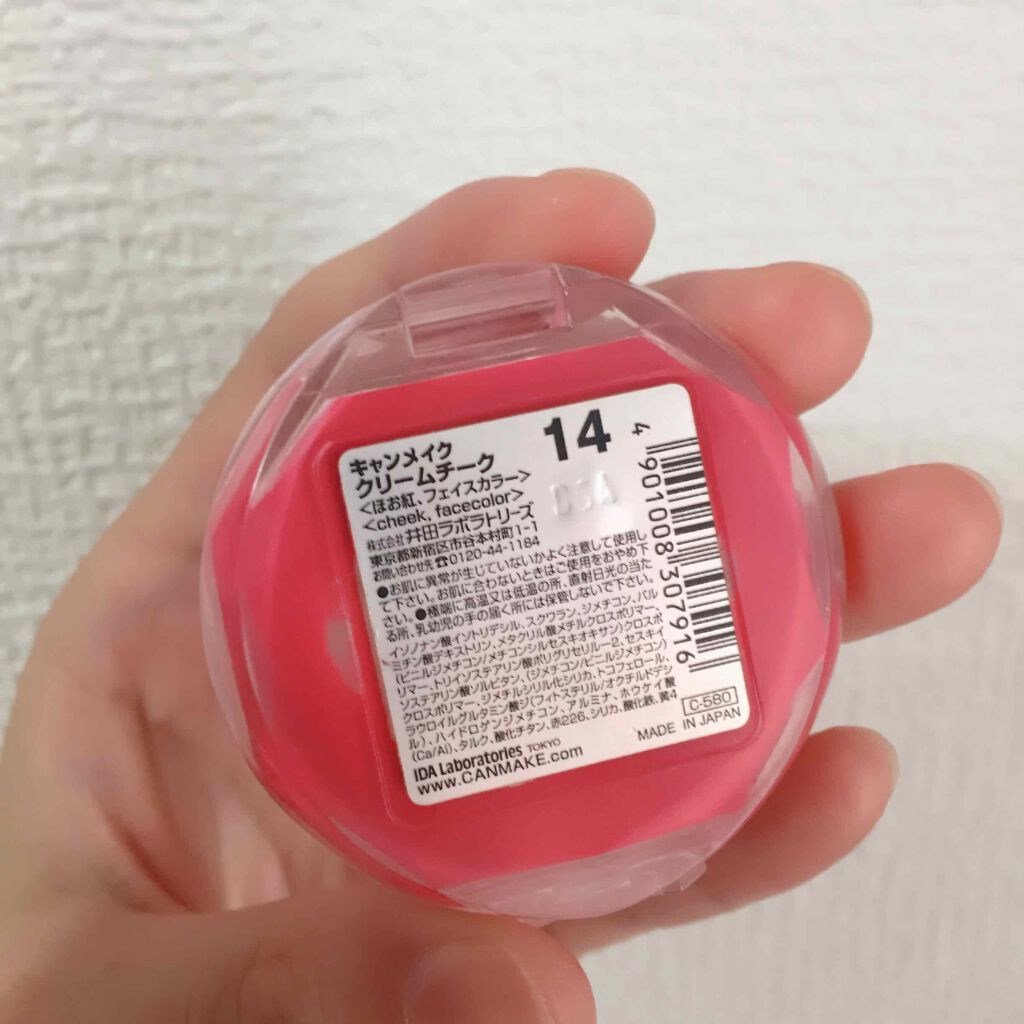 14
キャンメイク
クリームチーク
<ほお紅、フェイスカラー>
<cheek, facecolor>
株式会社 井田ラボラトリーズ
東京都新宿区市谷本村町1-1
お問い合わせ先☎0120-44-1184
●お肌に異常が生じていないかよく注意して使用し
て下さい。お肌に合わないときはご使用をおやめ下
さい。●極端に高温又は低温の所、直射日光の当た
る所、乳幼児の手の届く所には保管しないで下さい。
イソノナン酸イソトリデシル、スクワラン、ジメチコン、パル
ミチン酸デキストリン、メタクリル酸メチルクロスポリマー、
(ビニルジメチコン/メチコンシルセスキオキサン)クロスポ
リマー、トリイソステアリン酸ポリグリセリル-2、セスキイ
ソステアリン酸ソルビタン、(ジメチコン/ビニルジメチコン)
クロスポリマー、ジメチルシリル化シリカ、トコフェロール、
ラウロイルグルタミン酸ジ(フィトステリル/オクチルドデシ
ル)、ハイドロゲンジメチコン、アルミナ、ホウケイ酸
(Ca/Al)、タルク、酸化チタン、赤226、シリカ、酸化鉄、黄4
IDA Laboratories TOKYO
www.CANMAKE.com
C-580
MADE IN JAPAN
4 901008 307916